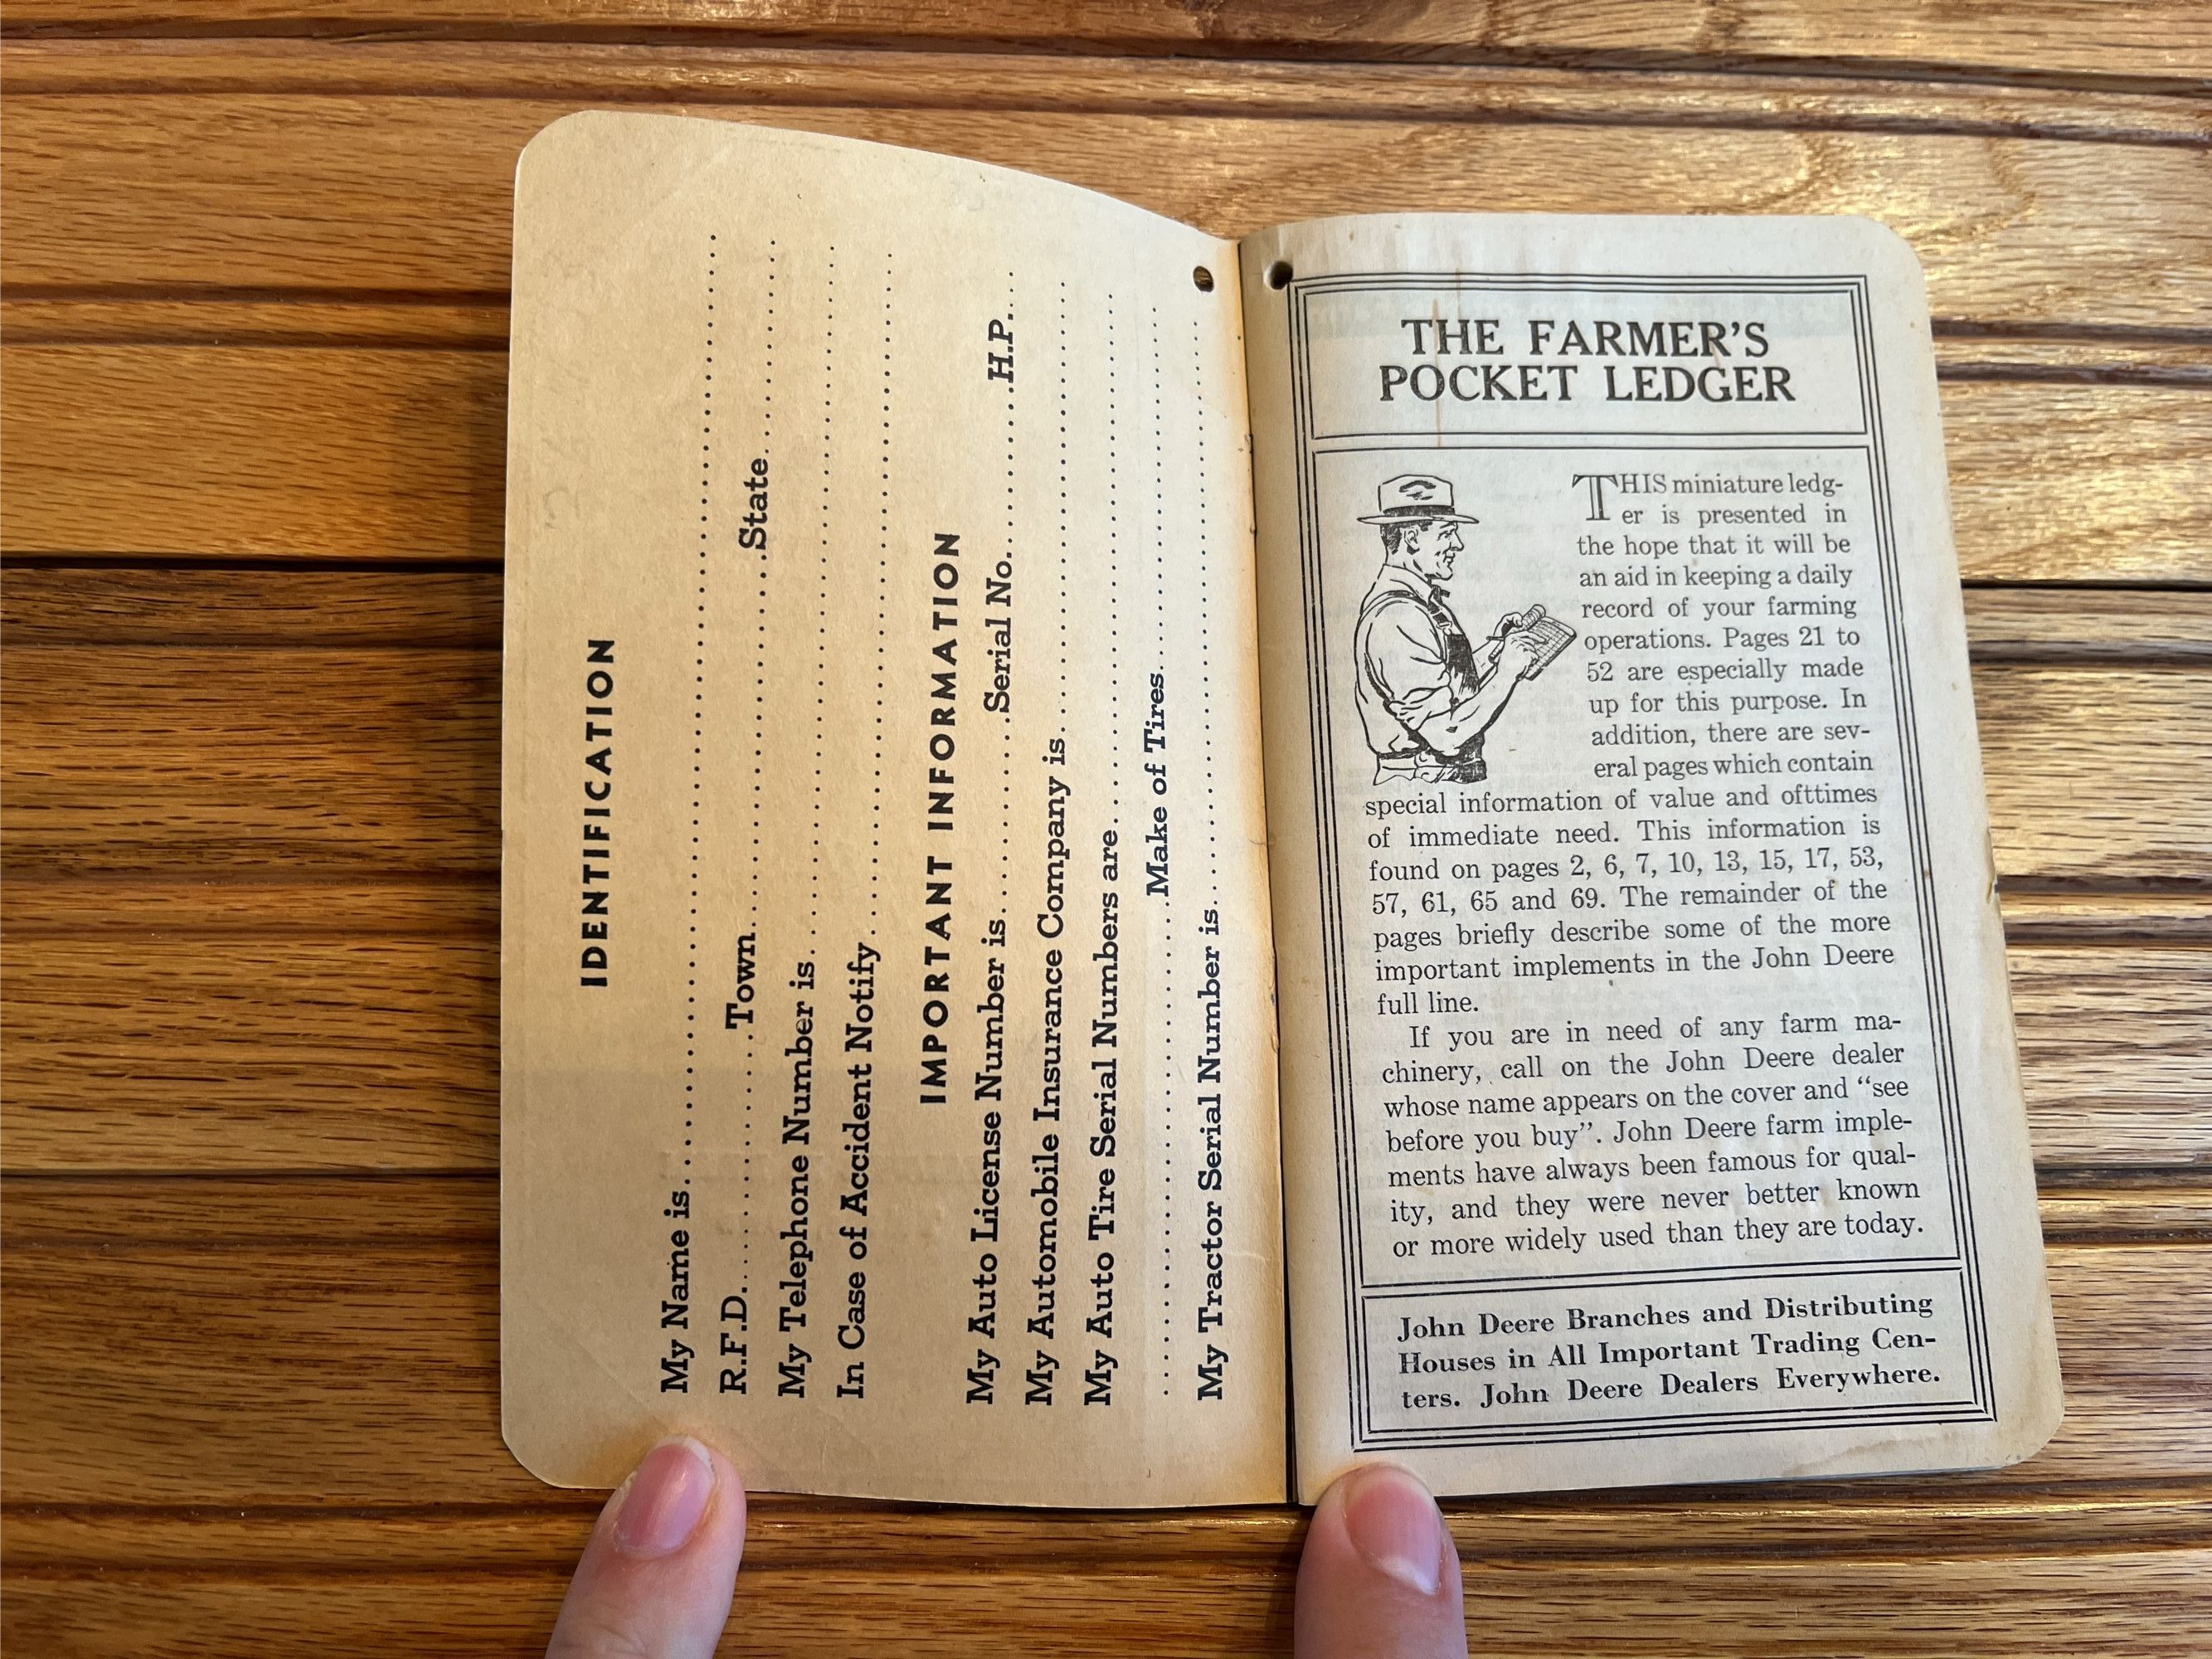 IDENTIFICATION
My Name is........................................
R.F.D.............Town....................State............
My Telephone Number is........................................
In Case of Accident Notify........................................
IMPORTANT INFORMATION
My Auto License Number is............Serial No............H.P....
My Automobile Insurance Company is..............................
My Auto Tire Serial Numbers are..............................
..............................Make of Tires..............................
My Tractor Serial Number is........................................
THE FARMER'S
POCKET LEDGER
THIS miniature ledg-
er is presented in
the hope that it will be
an aid in keeping a daily
record of your farming
operations. Pages 21 to
52 are especially made
up for this purpose. In
addition, there are sev-
eral pages which contain
special information of value and ofttimes
of immediate need. This information is
found on pages 2, 6, 7, 10, 13, 15, 17, 53,
57, 61, 65 and 69. The remainder of the
pages briefly describe some of the more
important implements in the John Deere
full line.
If you are in need of any farm ma-
chinery, call on the John Deere dealer
whose name appears on the cover and “see
before you buy”. John Deere farm imple-
ments have always been famous for qual-
ity, and they were never better known
or more widely used than they are today.
John Deere Branches and Distributing
Houses in All Important Trading Cen-
ters. John Deere Dealers Everywhere.